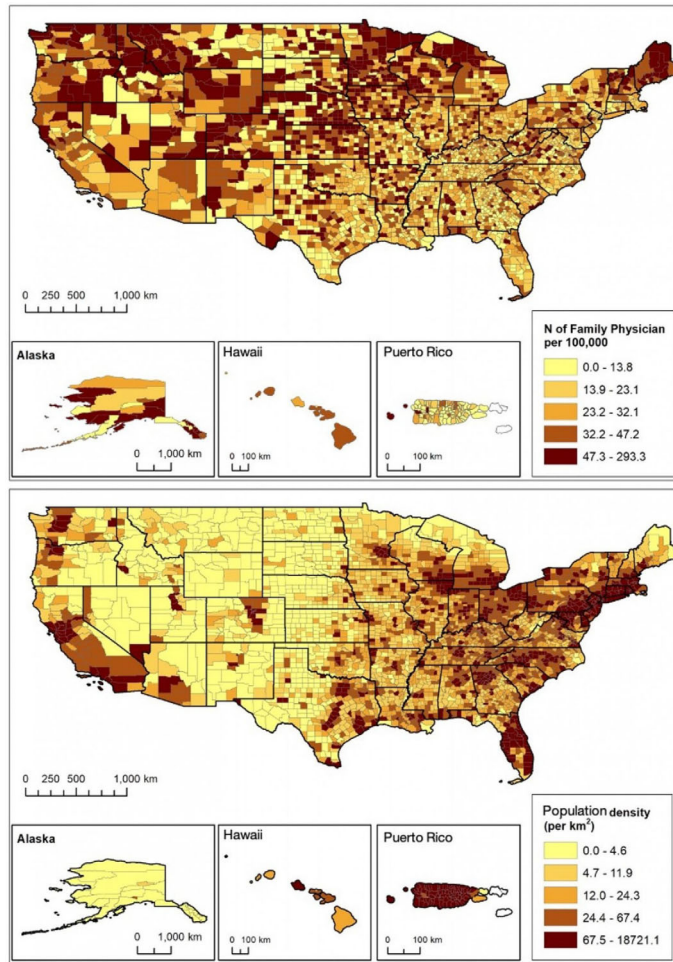 0 250 500 1,000 km
N of Family Physician
per 100,000
0.0 - 13.8
13.9 - 23.1
23.2 - 32.1
32.2 - 47.2
47.3 - 293.3
Alaska
0 1,000 km
Hawaii
0 100 km
Puerto Rico
0 100 km
0 250 500 1,000 km
Population density
(per km²)
0.0 - 4.6
4.7 - 11.9
12.0 - 24.3
24.4 - 67.4
67.5 - 18721.1
Alaska
0 1,000 km
Hawaii
0 100 km
Puerto Rico
0 100 km